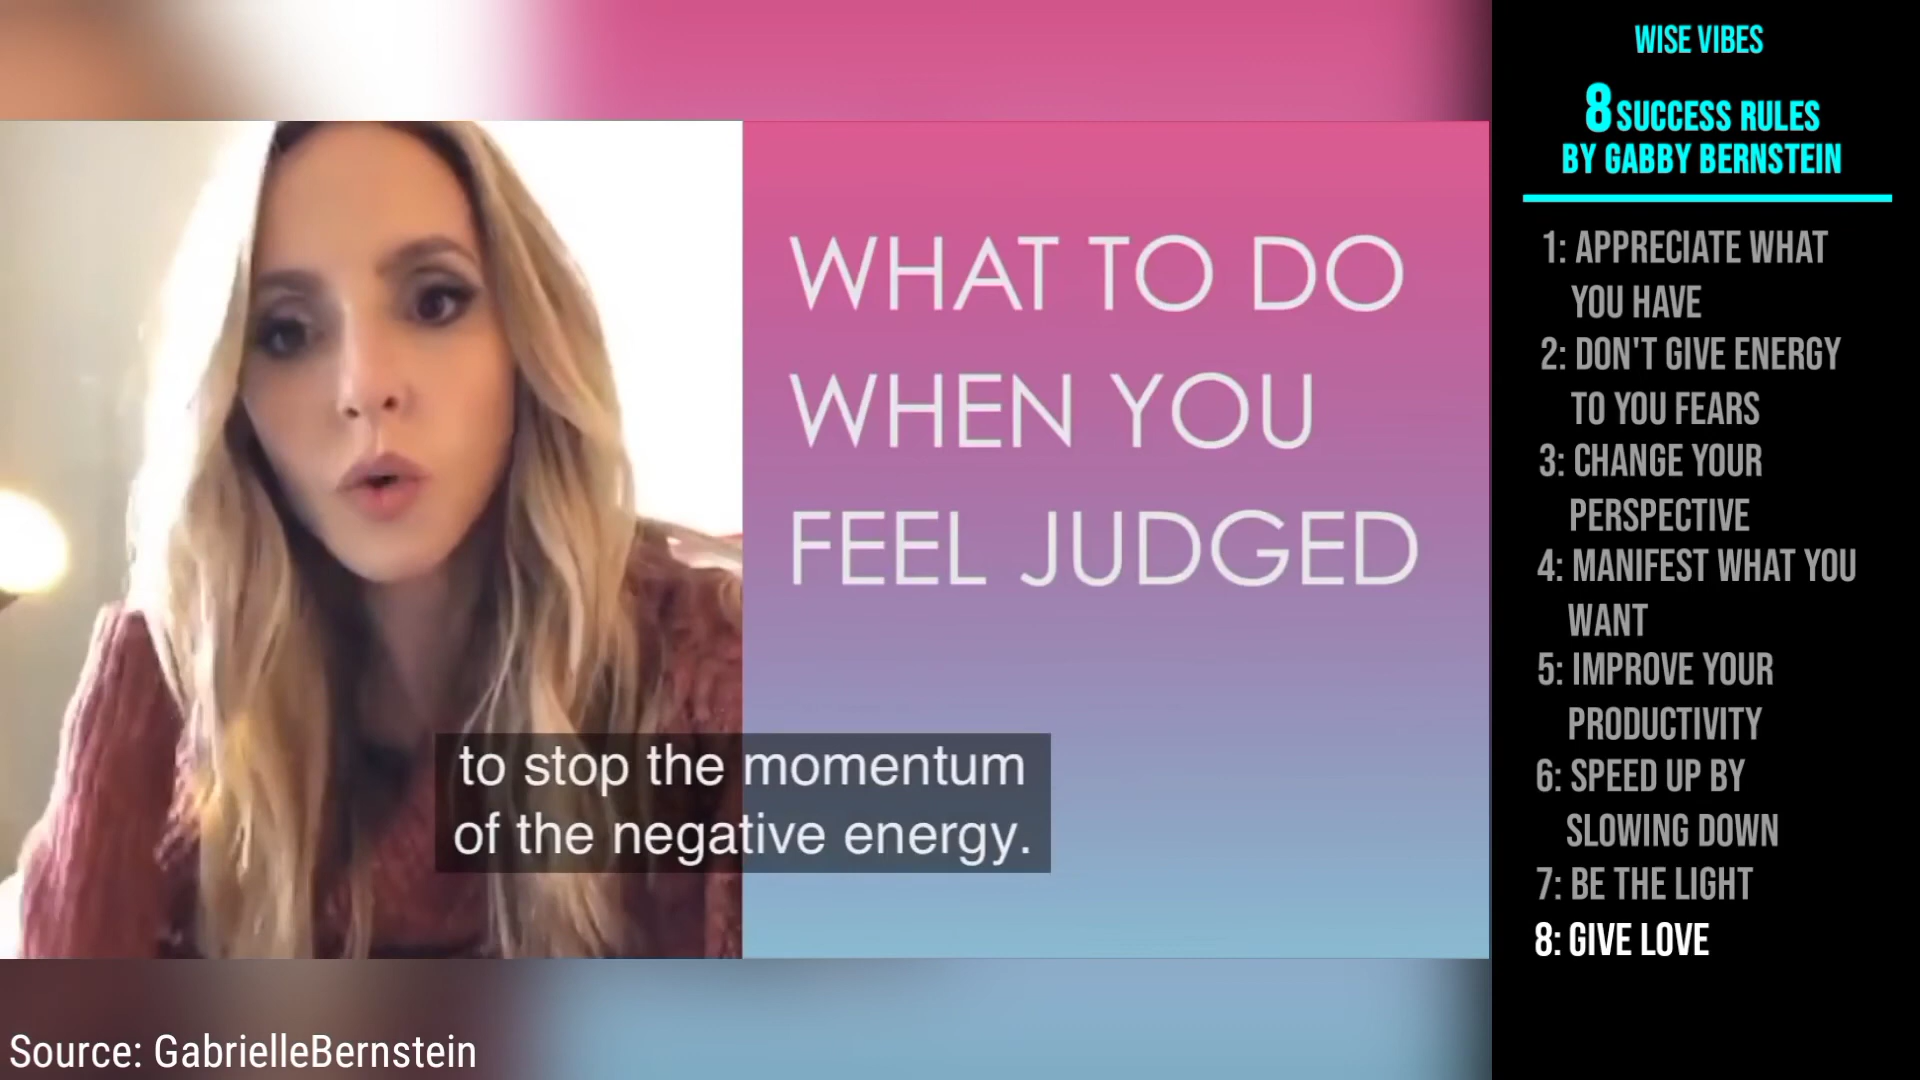 WHAT TO DO
WHEN YOU
FEEL JUDGED
to stop the momentum
of the negative energy.
Source: GabrielleBernstein
WISE VIBES
8 SUCCESS RULES
BY GABBY BERNSTEIN
1: APPRECIATE WHAT
YOU HAVE
2: DON'T GIVE ENERGY
TO YOU FEARS
3: CHANGE YOUR
PERSPECTIVE
4: MANIFEST WHAT YOU
WANT
5: IMPROVE YOUR
PRODUCTIVITY
6: SPEED UP BY
SLOWING DOWN
7: BE THE LIGHT
8: GIVE LOVE